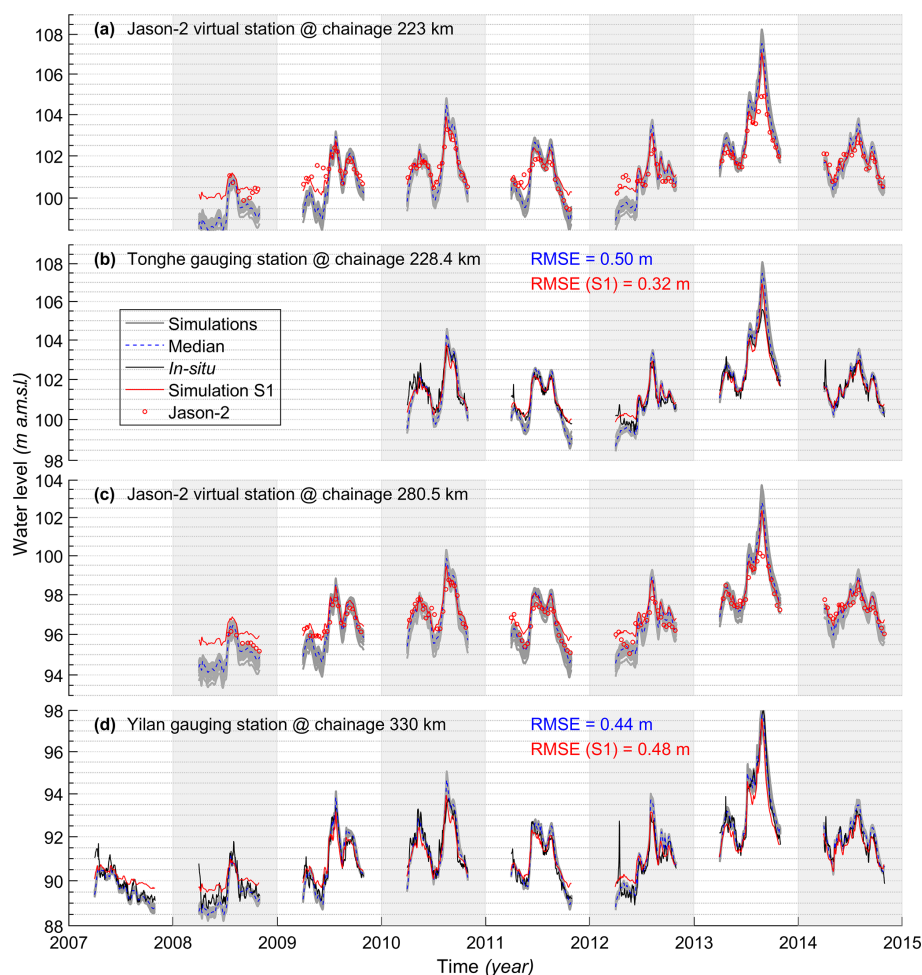 (a) Jason-2 virtual station @ chainage 223 km
108
106
104
102
100
(b) Tonghe gauging station @ chainage 228.4 km
RMSE = 0.50 m
RMSE (S1) = 0.32 m
108
106
104
102
100
98
Simulations
Median
In-situ
Simulation S1
Jason-2
Water level (m a.m.s.l)
(c) Jason-2 virtual station @ chainage 280.5 km
104
102
100
98
96
94
(d) Yilan gauging station @ chainage 330 km
RMSE = 0.44 m
RMSE (S1) = 0.48 m
98
96
94
92
90
88
2007 2008 2009 2010 2011 2012 2013 2014 2015
Time (year)